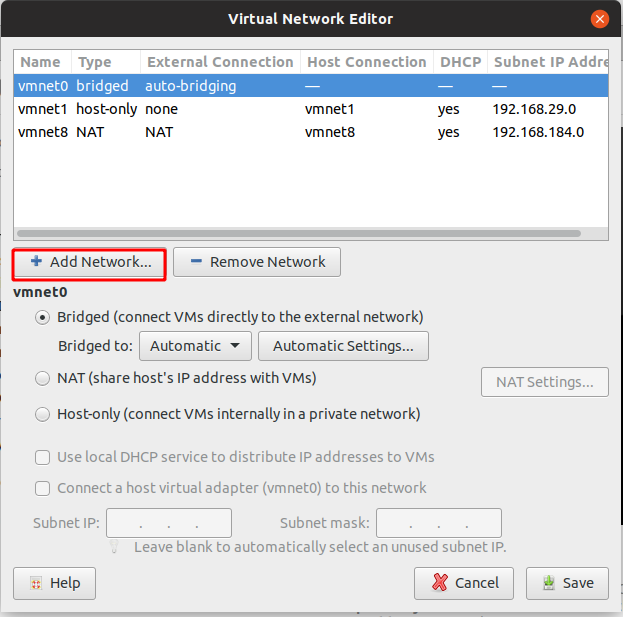 Virtual Network Editor
Name Type External Connection Host Connection DHCP Subnet IP Addre
vmnet0 bridged auto-bridging — — —
vmnet1 host-only none vmnet1 yes 192.168.29.0
vmnet8 NAT NAT vmnet8 yes 192.168.184.0
Add Network... Remove Network
vmnet0
Bridged (connect VMs directly to the external network)
Bridged to: Automatic Automatic Settings...
NAT (share host's IP address with VMs) NAT Settings...
Host-only (connect VMs internally in a private network)
Use local DHCP service to distribute IP addresses to VMs
Connect a host virtual adapter (vmnet0) to this network
Subnet IP: . . . Subnet mask: . . .
Leave blank to automatically select an unused subnet IP.
Help Cancel Save